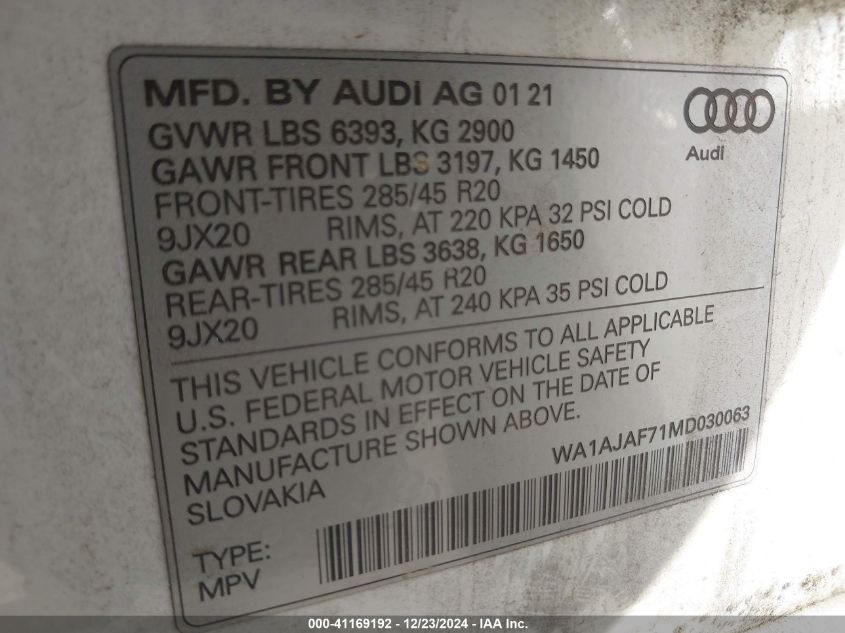 MFD. BY AUDI AG 01 21
GVWR LBS 6393, KG 2900
GAWR FRONT LBS 3197, KG 1450
FRONT-TIRES 285/45 R20
9JX20 RIMS, AT 220 KPA 32 PSI COLD
GAWR REAR LBS 3638, KG 1650
REAR-TIRES 285/45 R20
9JX20 RIMS, AT 240 KPA 35 PSI COLD
Audi
THIS VEHICLE CONFORMS TO ALL APPLICABLE
U.S. FEDERAL MOTOR VEHICLE SAFETY
STANDARDS IN EFFECT ON THE DATE OF
MANUFACTURE SHOWN ABOVE.
SLOVAKIA
WA1AJAF71MD030063
TYPE:
MPV
000-41169192 - 12/23/2024 - IAA Inc.